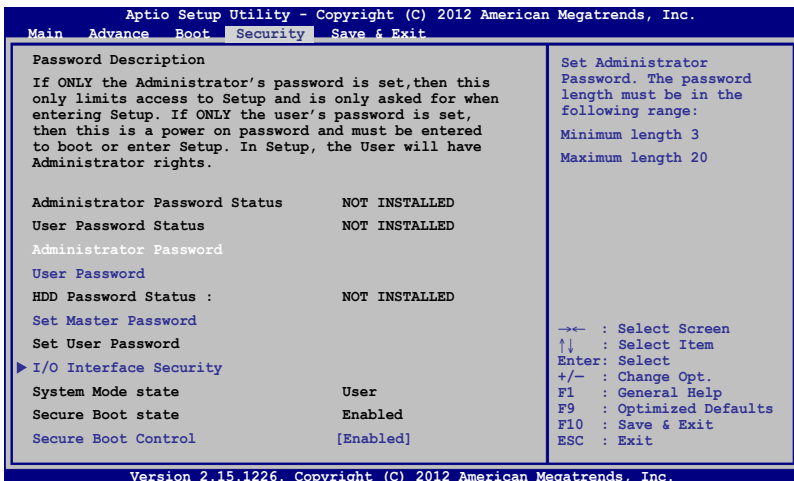 Aptio Setup Utility - Copyright (C) 2012 American Megatrends, Inc.
Main Advance Boot Security Save & Exit
Password Description
If ONLY the Administrator's password is set,then this
only limits access to Setup and is only asked for when
entering Setup. If ONLY the user's password is set,
then this is a power on password and must be entered
to boot or enter Setup. In Setup, the User will have
Administrator rights.
Administrator Password Status NOT INSTALLED
User Password Status NOT INSTALLED
Administrator Password
User Password
HDD Password Status : NOT INSTALLED
Set Master Password
Set User Password
I/O Interface Security
System Mode state User
Secure Boot state Enabled
Secure Boot Control [Enabled]
Set Administrator
Password. The password
length must be in the
following range:
Minimum length 3
Maximum length 20
→← : Select Screen
↑↓ : Select Item
Enter: Select
+/— : Change Opt.
F1 : General Help
F9 : Optimized Defaults
F10 : Save & Exit
ESC : Exit
Version 2.15.1226. Copyright (C) 2012 American Megatrends, Inc.